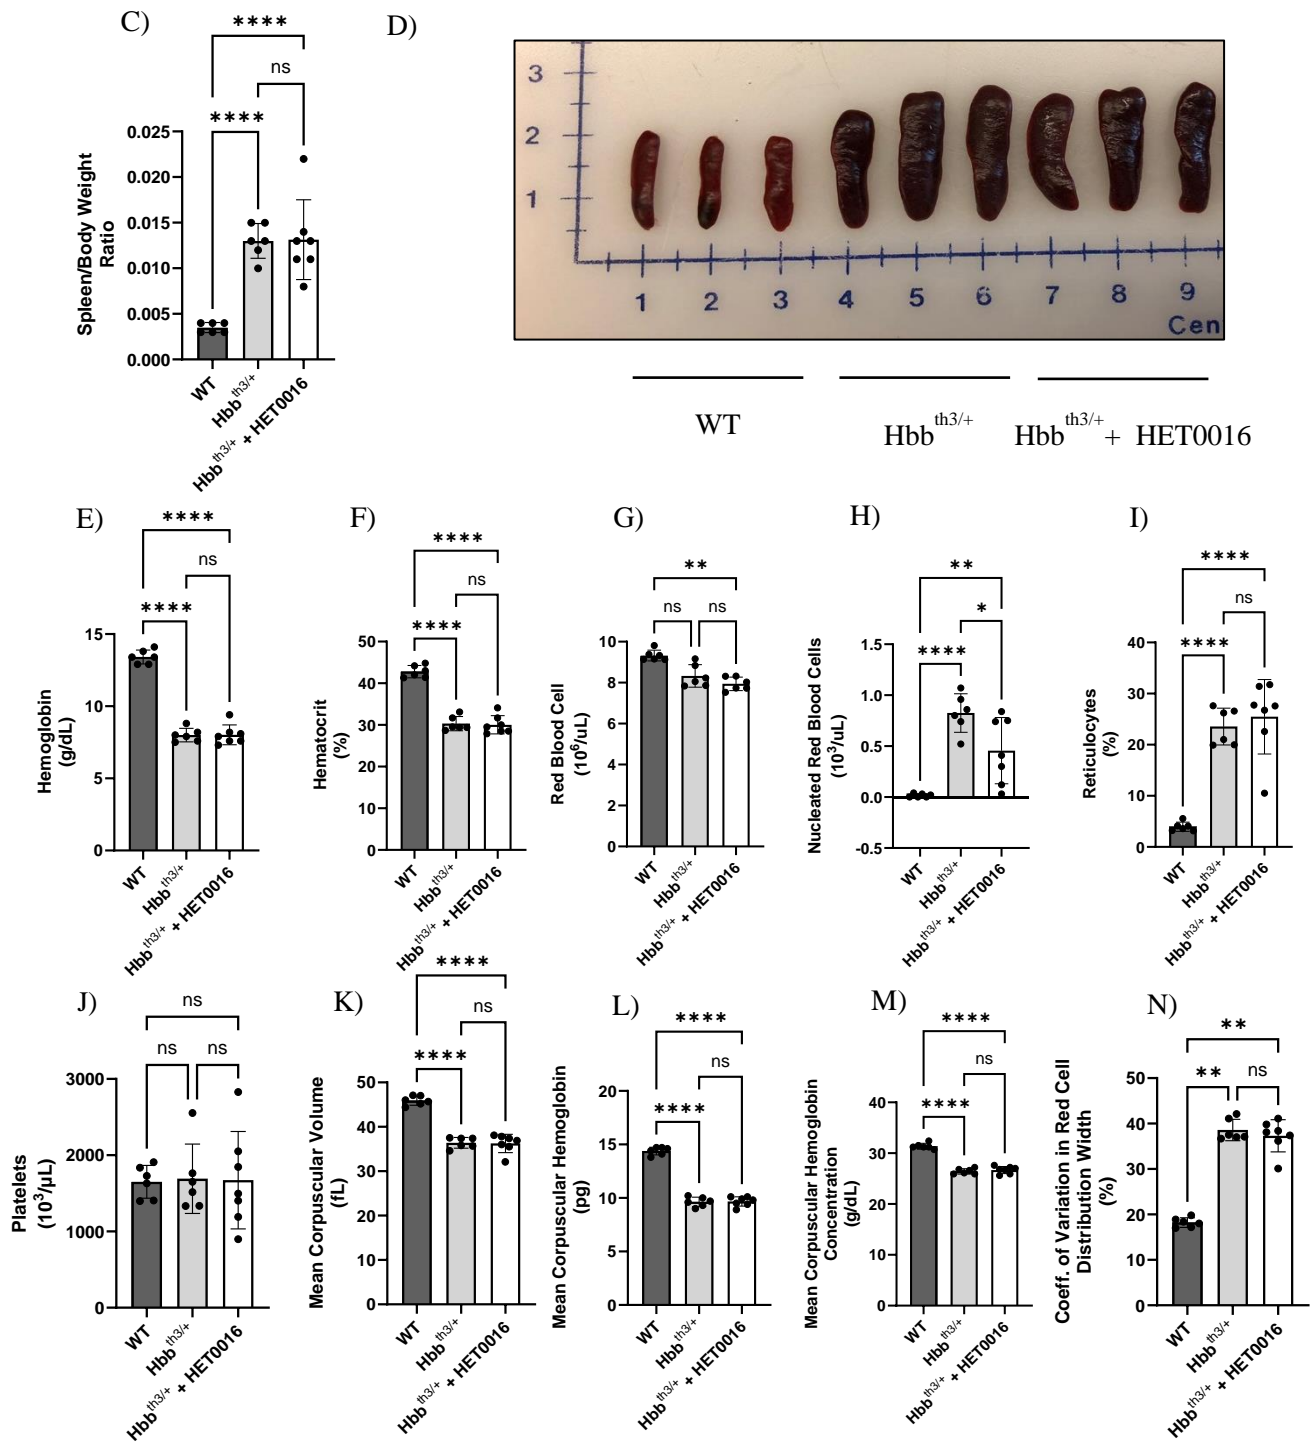 C)
****
ns
****
0.025
0.020
0.015
0.010
0.005
0.000
Spleen/Body Weight
Ratio
WT
Hbb th3/+
Hbb th3/+ + HET0016
D)
3
2
1
1 2 3 4 5 6 7 8 9
Cen
WT
Hbb th3/+
Hbb th3/+ + HET0016
E)
****
ns
****
15
10
5
0
Hemoglobin
(g/dL)
WT
Hbb th3/+
Hbb th3/+ + HET0016
F)
****
ns
****
50
40
30
20
10
0
Hematocrit
(%)
WT
Hbb th3/+
Hbb th3/+ + HET0016
G)
**
ns ns
10
8
6
4
2
0
Red Blood Cell
(10^6/uL)
WT
Hbb th3/+
Hbb th3/+ + HET0016
H)
**
*
****
1.5
1.0
0.5
0.0
-0.5
Nucleated Red Blood Cells
(10^3/uL)
WT
Hbb th3/+
Hbb th3/+ + HET0016
I)
****
ns
****
40
30
20
10
0
Reticulocytes
(%)
WT
Hbb th3/+
Hbb th3/+ + HET0016
J)
ns
ns ns
3000
2000
1000
0
Platelets
(10^3/µL)
WT
Hbb th3/+
Hbb th3/+ + HET0016
K)
****
ns
****
50
40
30
20
10
0
Mean Corpuscular Volume
(fL)
WT
Hbb th3/+
Hbb th3/+ + HET0016
L)
****
ns
****
20
15
10
5
0
Mean Corpuscular Hemoglobin
(pg)
WT
Hbb th3/+
Hbb th3/+ + HET0016
M)
****
ns
****
40
30
20
10
0
Mean Corpuscular Hemoglobin
Concentration
(g/dL)
WT
Hbb th3/+
Hbb th3/+ + HET0016
N)
**
** ns
50
40
30
20
10
0
Coeff. of Variation in Red Cell
Distribution Width
(%)
WT
Hbb th3/+
Hbb th3/+ + HET0016